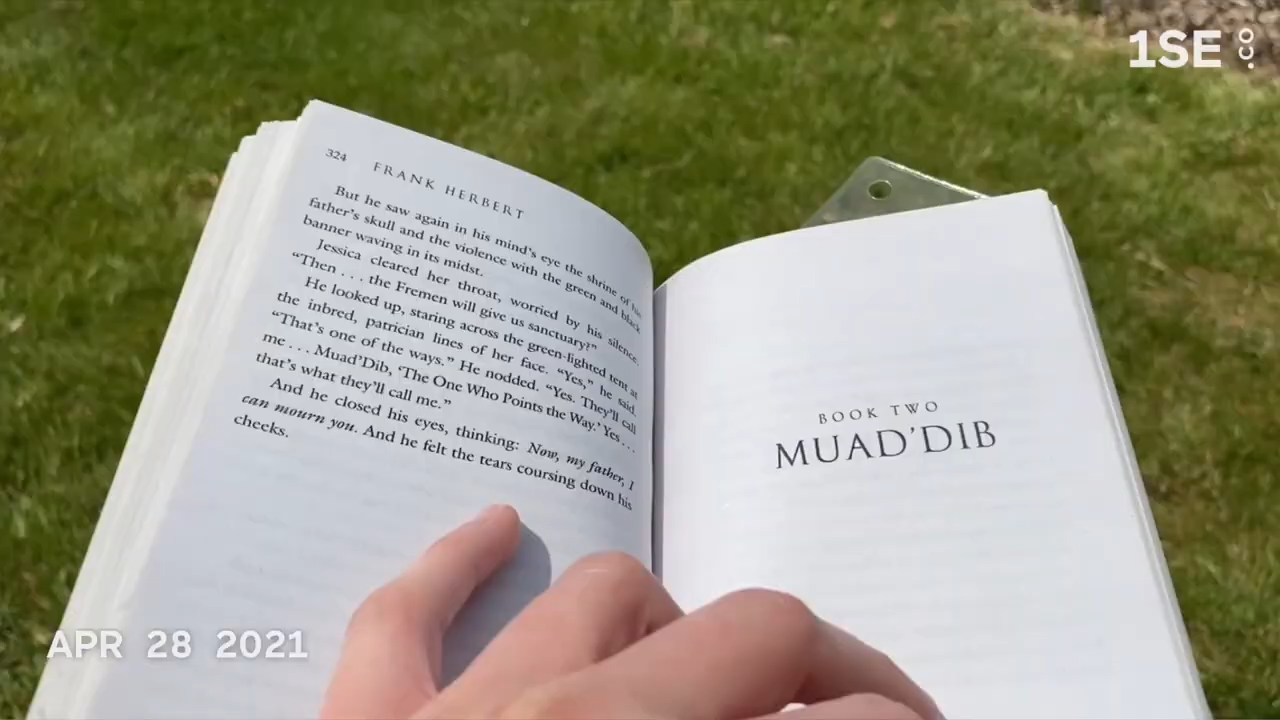 1SE.co
324 FRANK HERBERT
But he saw again in his mind's eye the shrine of his
father's skull and the violence with the green and black
banner waving in its midst.
Jessica cleared her throat, worried by his silence.
"Then . . . the Fremen will give us sanctuary?"
He looked up, staring across the green-lighted tent at
the inbred, patrician lines of her face. "Yes," he said.
"That's one of the ways." He nodded. "Yes. They'll call
me . . . Muad'Dib, 'The One Who Points the Way.' Yes . . .
that's what they'll call me."
And he closed his eyes, thinking: Now, my father, I
can mourn you. And he felt the tears coursing down his
cheeks.
BOOK TWO
MUAD'DIB
APR 28 2021